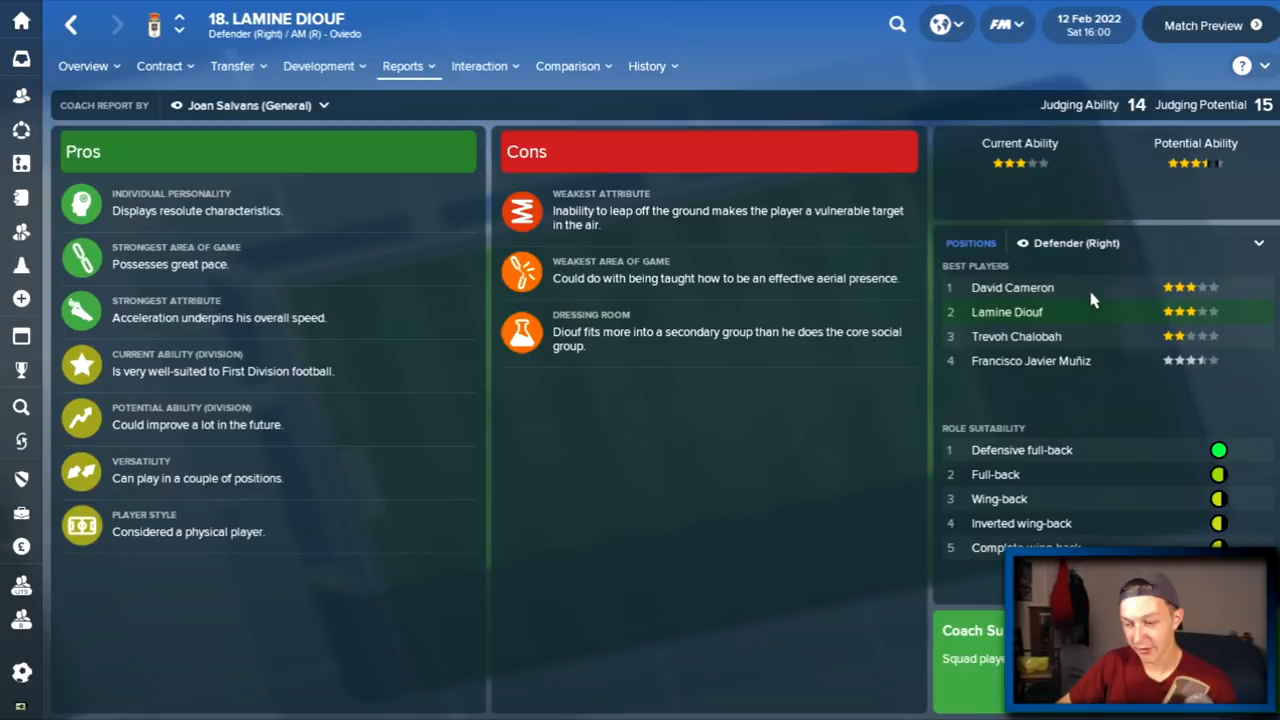 18. LAMINE DIOUF
Defender (Right) / AM (R) - Oviedo
FM
12 Feb 2022
Sat 16:00
Match Preview
Overview
Contract
Transfer
Development
Reports
Interaction
Comparison
History
?
COACH REPORT BY
Joan Salvans (General)
Judging Ability 14 Judging Potential 15
Pros
INDIVIDUAL PERSONALITY
Displays resolute characteristics.
STRONGEST AREA OF GAME
Possesses great pace.
STRONGEST ATTRIBUTE
Acceleration underpins his overall speed.
CURRENT ABILITY (DIVISION)
Is very well-suited to First Division football.
POTENTIAL ABILITY (DIVISION)
Could improve a lot in the future.
VERSATILITY
Can play in a couple of positions.
PLAYER STYLE
Considered a physical player.
Cons
WEAKEST ATTRIBUTE
Inability to leap off the ground makes the player a vulnerable target
in the air.
WEAKEST AREA OF GAME
Could do with being taught how to be an effective aerial presence.
DRESSING ROOM
Diouf fits more into a secondary group than he does the core social
group.
Current Ability
Potential Ability
POSITIONS
Defender (Right)
BEST PLAYERS
1 David Cameron
2 Lamine Diouf
3 Trevoh Chalobah
4 Francisco Javier Muñiz
ROLE SUITABILITY
1 Defensive full-back
2 Full-back
3 Wing-back
4 Inverted wing-back
5 Complete wing-back
Coach Su
Squad playe
U19
B